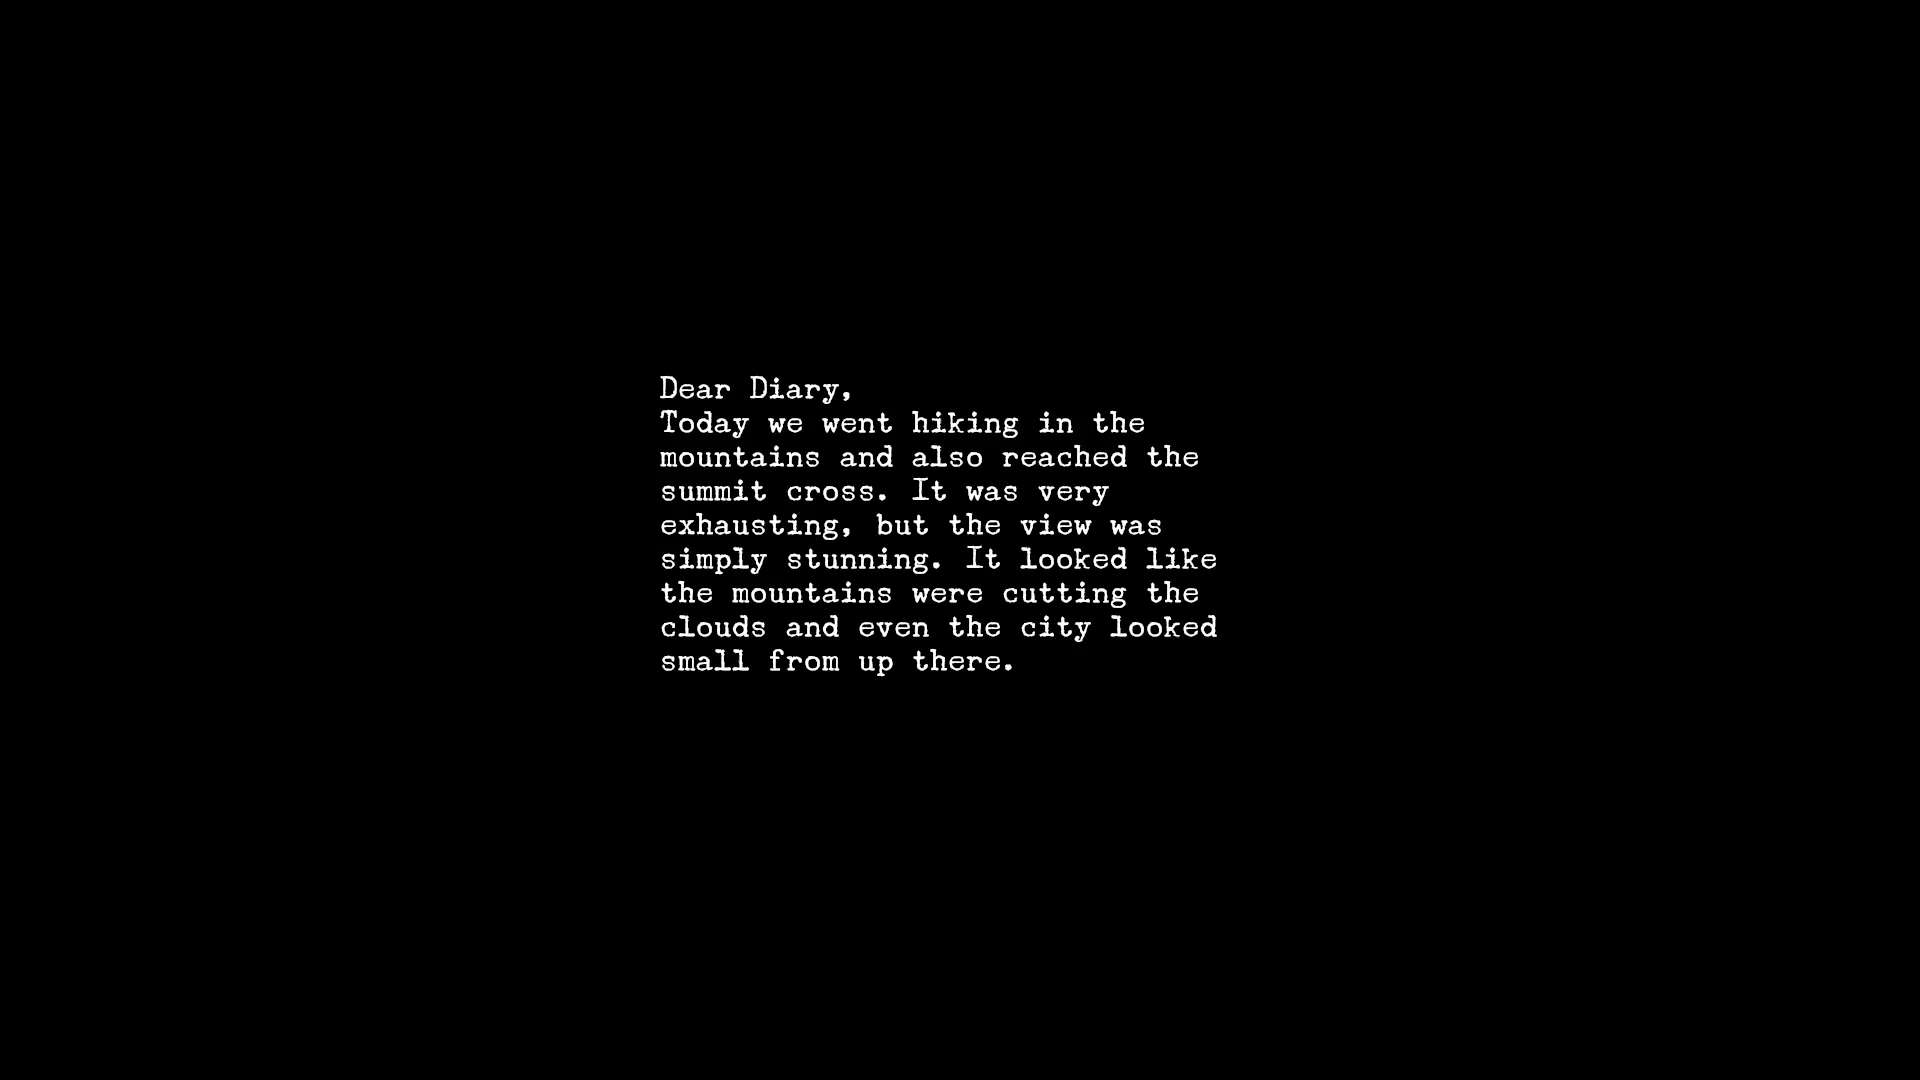 Dear Diary,
Today we went hiking in the
mountains and also reached the
summit cross. It was very
exhausting, but the view was
simply stunning. It looked like
the mountains were cutting the
clouds and even the city looked
small from up there.